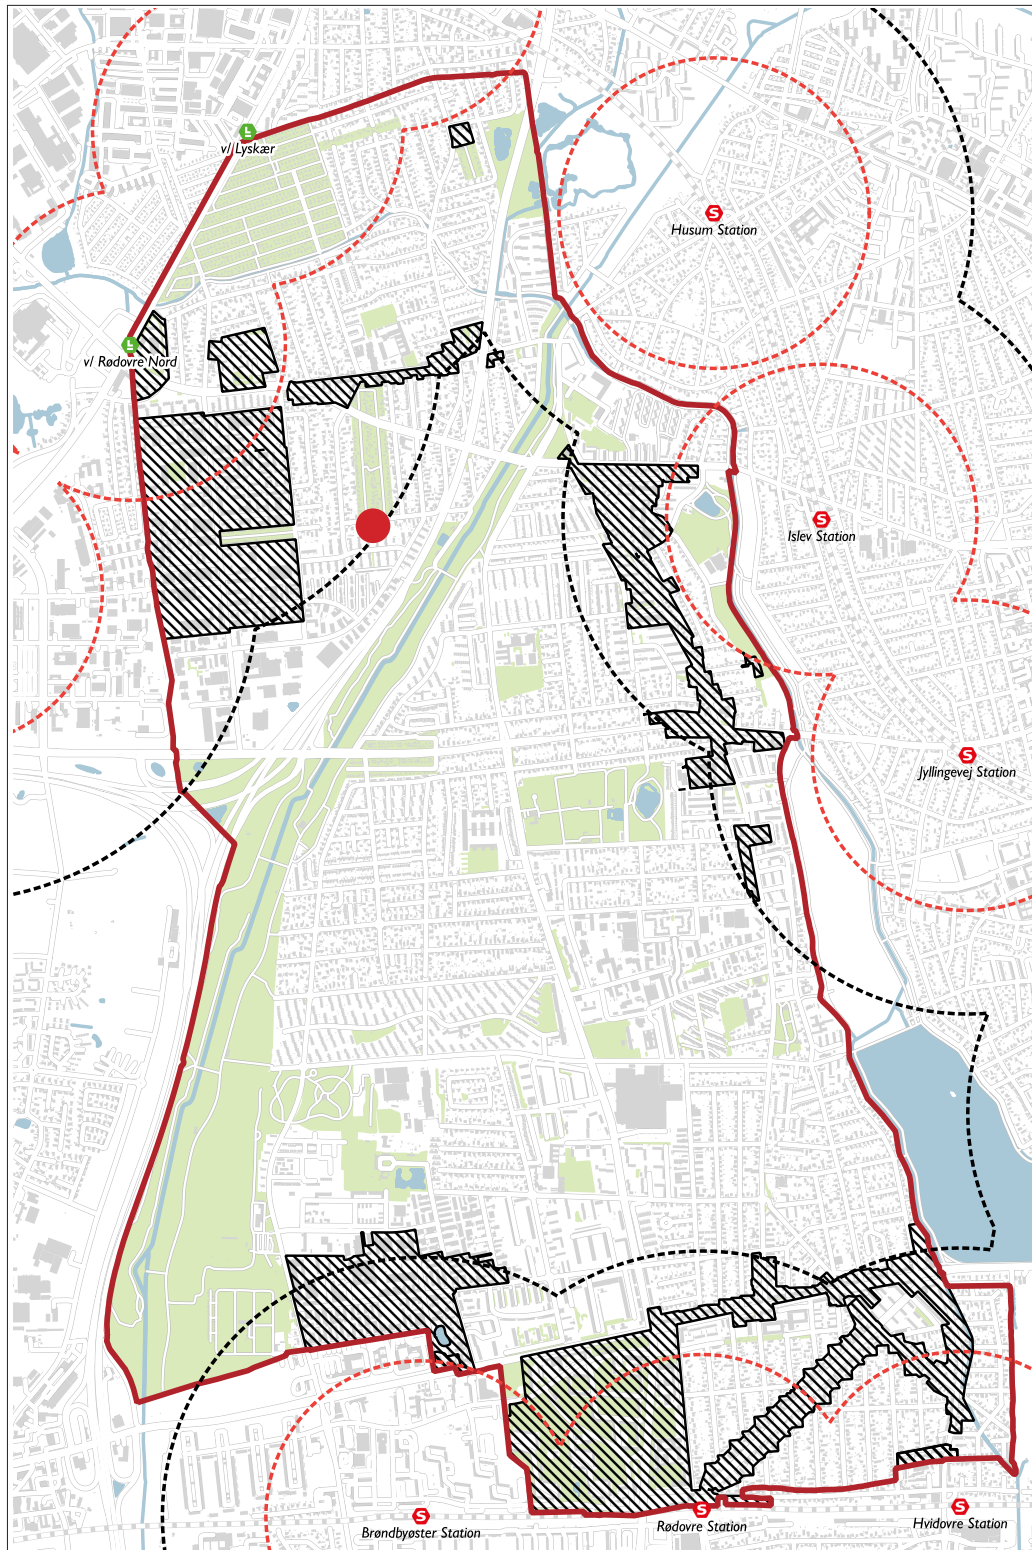 L
v/ Lyskær
S
Husum Station
L
v/ Rødovre Nord
S
Islev Station
S
Jyllingevej Station
S
Brøndbyøster Station
S
Rødovre Station
S
Hvidovre Station